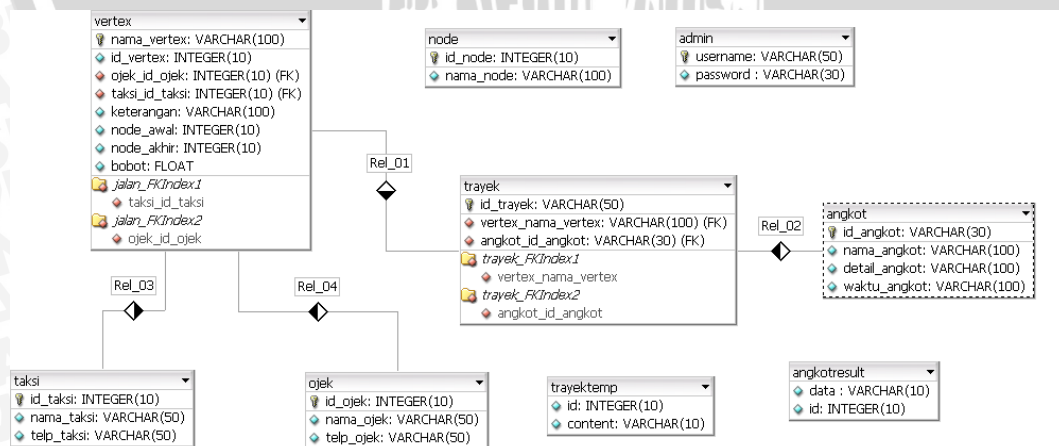 vertex
nama_vertex: VARCHAR(100)
id_vertex: INTEGER(10)
ojek_id_ojek: INTEGER(10) (FK)
taksi_id_taksi: INTEGER(10) (FK)
keterangan: VARCHAR(100)
node_awal: INTEGER(10)
node_akhir: INTEGER(10)
bobot: FLOAT
jalan_FKIndex1
taksi_id_taksi
jalan_FKIndex2
ojek_id_ojek
node
id_node: INTEGER(10)
nama_node: VARCHAR(100)
admin
username: VARCHAR(50)
password : VARCHAR(30)
Rel_01
trayek
id_trayek: VARCHAR(50)
vertex_nama_vertex: VARCHAR(100) (FK)
angkot_id_angkot: VARCHAR(30) (FK)
trayek_FKIndex1
vertex_nama_vertex
trayek_FKIndex2
angkot_id_angkot
Rel_02
angkot
id_angkot: VARCHAR(30)
nama_angkot: VARCHAR(100)
detail_angkot: VARCHAR(100)
waktu_angkot: VARCHAR(100)
Rel_03
Rel_04
taksi
id_taksi: INTEGER(10)
nama_taksi: VARCHAR(50)
telp_taksi: VARCHAR(50)
ojek
id_ojek: INTEGER(10)
nama_ojek: VARCHAR(50)
telp_ojek: VARCHAR(50)
trayektemp
id: INTEGER(10)
content: VARCHAR(10)
angkotresult
data : VARCHAR(10)
id: INTEGER(10)